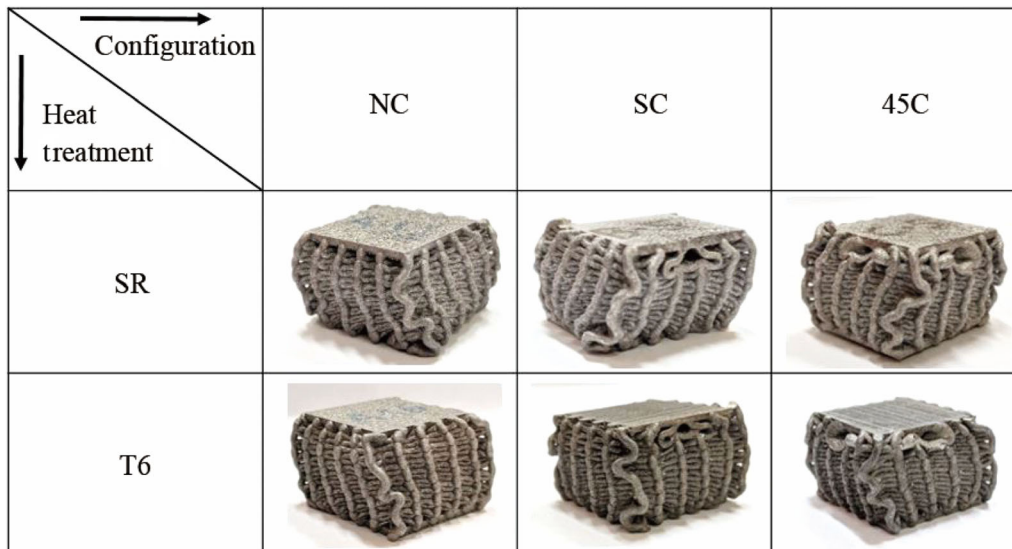 Configuration
Heat
treatment
NC
SC
45C
SR
T6